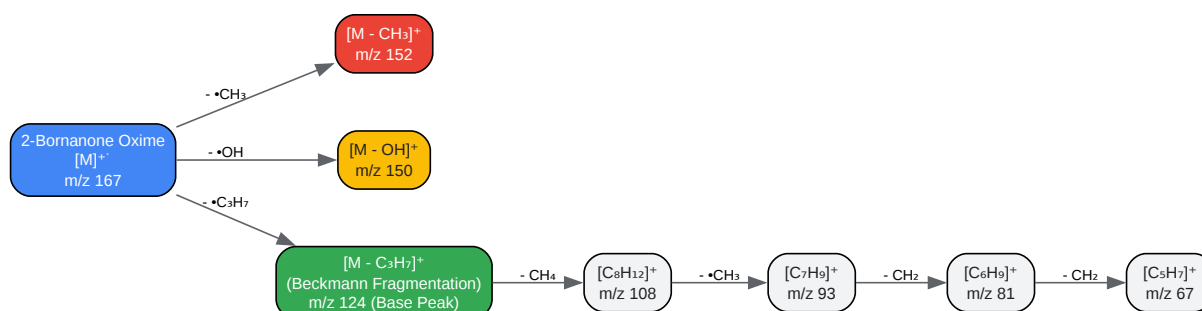 [M - CH₃]⁺
m/z 152
- •CH₃
2-Bornanone Oxime
[M]⁺˙
m/z 167
- •OH
[M - OH]⁺
m/z 150
- •C₃H₇
[M - C₃H₇]⁺
(Beckmann Fragmentation)
m/z 124 (Base Peak)
- CH₄
[C₈H₁₂]⁺
m/z 108
- •CH₃
[C₇H₉]⁺
m/z 93
- CH₂
[C₆H₉]⁺
m/z 81
- CH₂
[C₅H₇]⁺
m/z 67